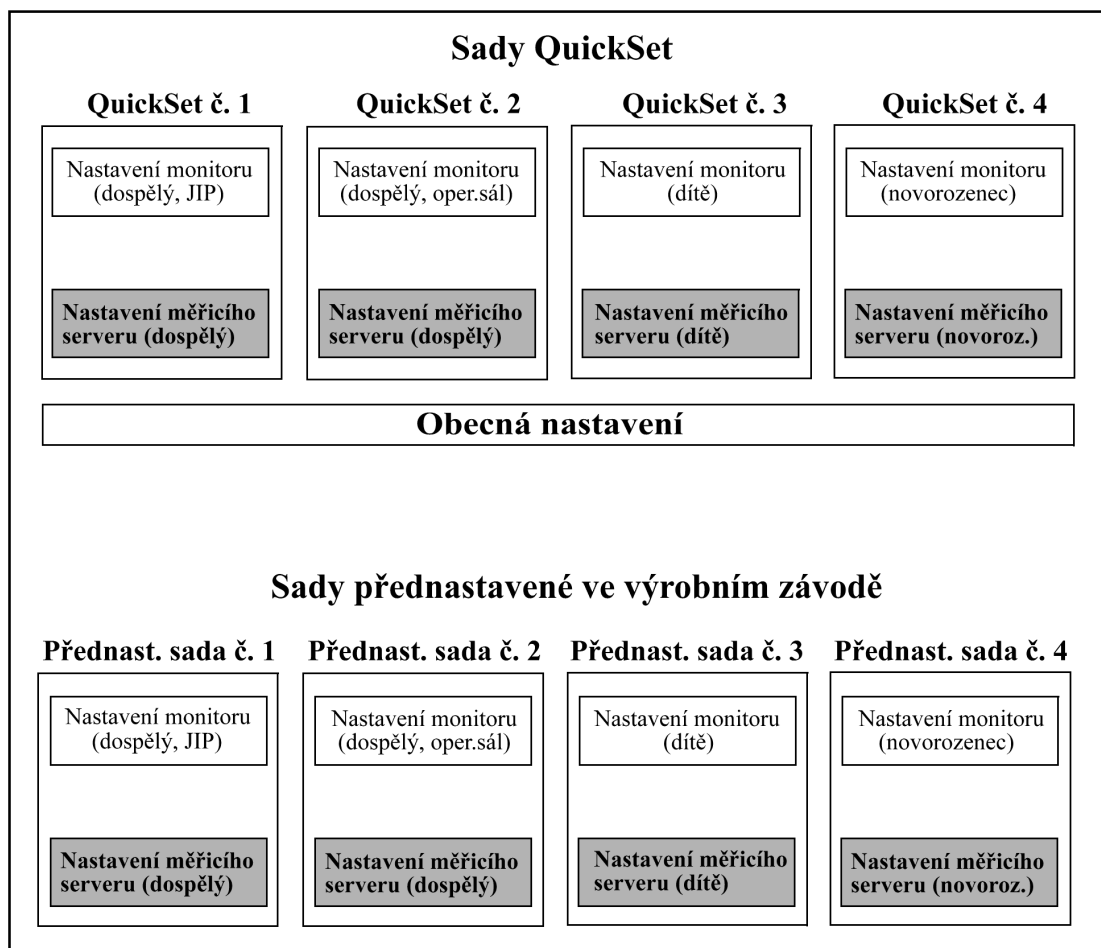 Sady QuickSet
QuickSet č. 1
QuickSet č. 2
QuickSet č. 3
QuickSet č. 4
Nastavení monitoru
(dospělý, JIP)
Nastavení monitoru
(dospělý, oper.sál)
Nastavení monitoru
(dítě)
Nastavení monitoru
(novorozenec)
Nastavení měřicího
serveru (dospělý)
Nastavení měřicího
serveru (dospělý)
Nastavení měřicího
serveru (dítě)
Nastavení měřicího
serveru (novoroz.)
Obecná nastavení
Sady přednastavené ve výrobním závodě
Přednast. sada č. 1
Přednast. sada č. 2
Přednast. sada č. 3
Přednast. sada č. 4
Nastavení monitoru
(dospělý, JIP)
Nastavení monitoru
(dospělý, oper.sál)
Nastavení monitoru
(dítě)
Nastavení monitoru
(novorozenec)
Nastavení měřicího
serveru (dospělý)
Nastavení měřicího
serveru (dospělý)
Nastavení měřicího
serveru (dítě)
Nastavení měřicího
serveru (novoroz.)